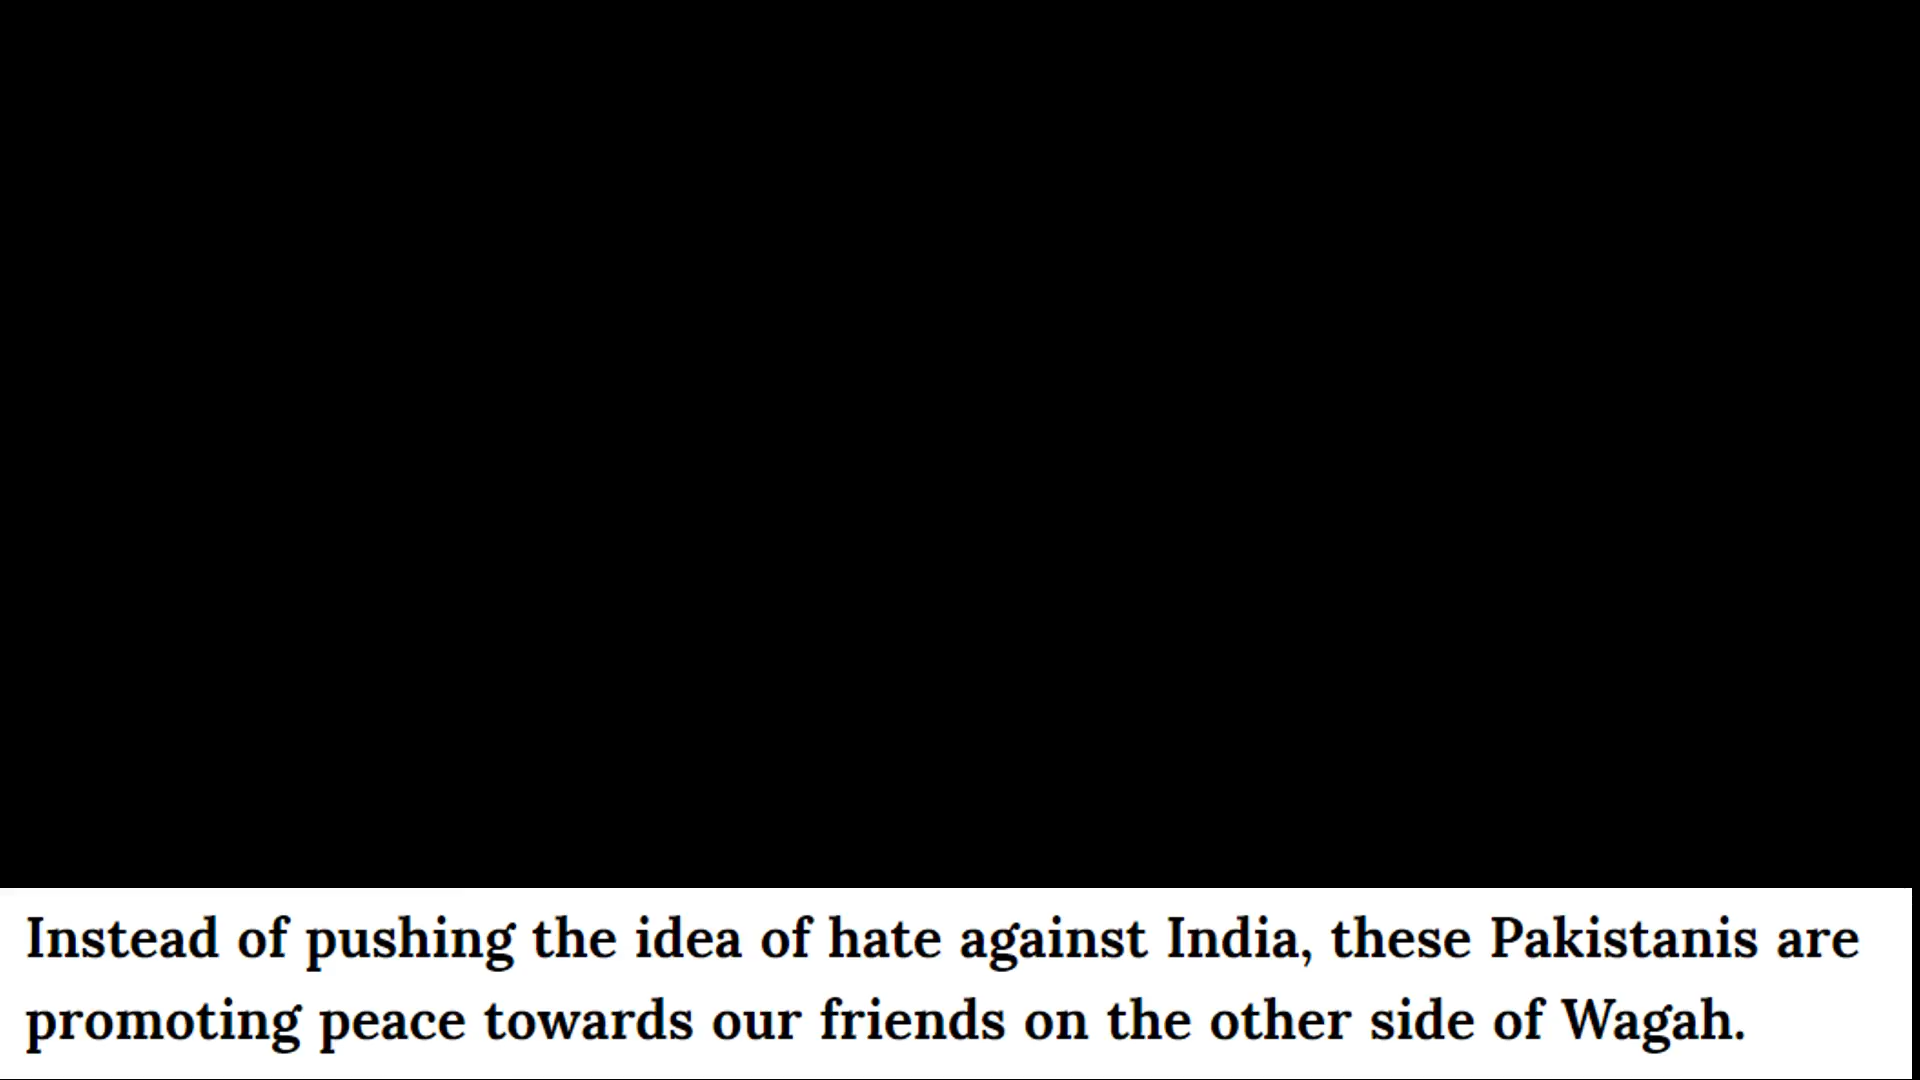 Instead of pushing the idea of hate against India, these Pakistanis are
promoting peace towards our friends on the other side of Wagah.